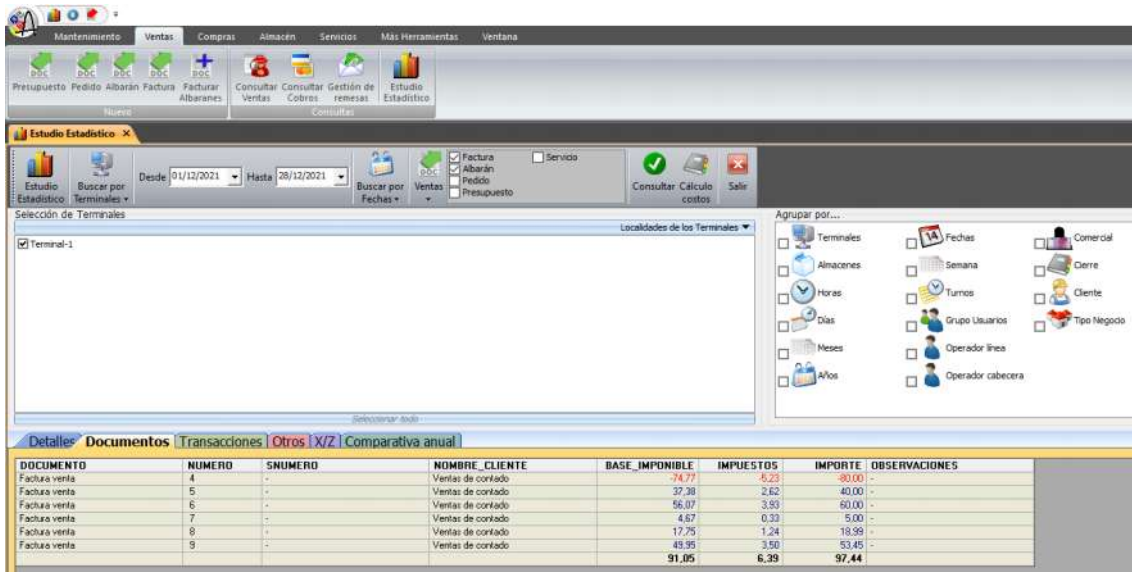 Mantenimiento Ventas Compras Almacén Servicios Más Herramientas Ventana
DOC DOC DOC DOC DOC
Presupuesto Pedido Albarán Factura Facturar Albaranes Consultar Ventas Consultar Cobros Gestión de remesas Estudio Estadístico
Nuevo Consultas
Estudio Estadístico X
Estudio Estadístico Buscar por Terminales Desde 01/12/2021 Hasta 28/12/2021 Buscar por Fechas DOC Ventas Factura Servicio Consultar Cálculo costos Salir
Albarán
Pedido
Presupuesto
Selección de Terminales Agrupar por...
Localidades de los Terminales
Terminal-1
Terminales 14 Fechas Comercial
Almacenes Semana Cierre
Horas Turnos Cliente
Días Grupo Usuarios Tipo Negocio
Meses Operador línea
Años Operador cabecera
Seleccionar todo
Detalles Documentos Transacciones Otros X/Z Comparativa anual
DOCUMENTO NUMERO SNUMERO NOMBRE_CLIENTE BASE_IMPONIBLE IMPUESTOS IMPORTE OBSERVACIONES
Factura venta 4 - Ventas de contado -74,77 -5,23 -80,00 -
Factura venta 5 - Ventas de contado 37,38 2,62 40,00 -
Factura venta 6 - Ventas de contado 56,07 3,93 60,00 -
Factura venta 7 - Ventas de contado 4,67 0,33 5,00 -
Factura venta 8 - Ventas de contado 17,75 1,24 18,99 -
Factura venta 9 - Ventas de contado 49,95 3,50 53,45 -
91,05 6,39 97,44